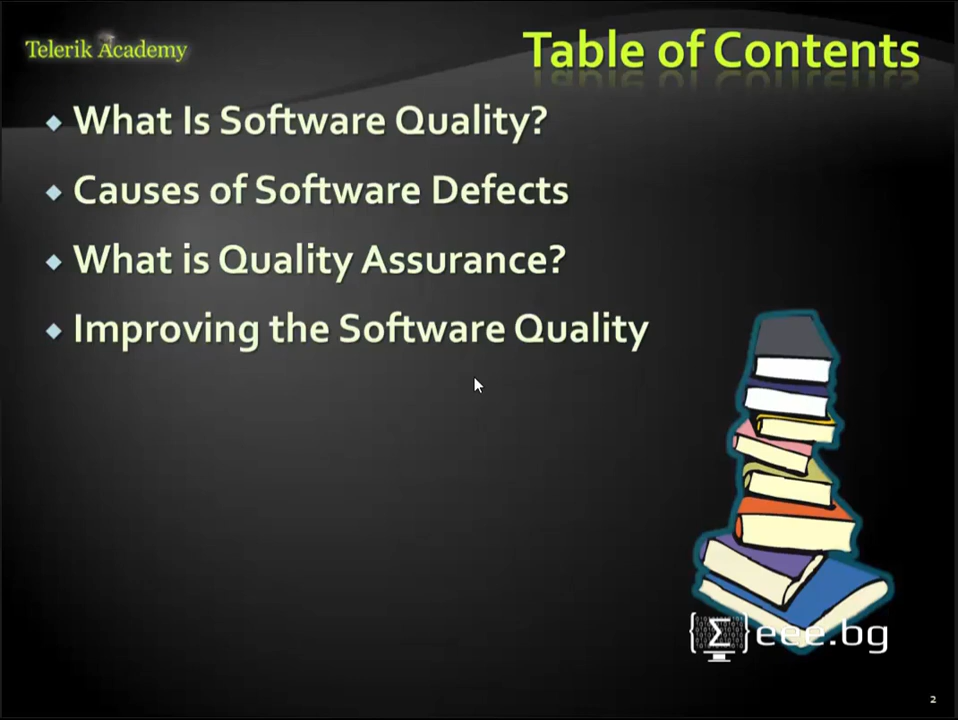 Telerik Academy
Table of Contents
What Is Software Quality?
Causes of Software Defects
What is Quality Assurance?
Improving the Software Quality
{Σ}eee.bg
2